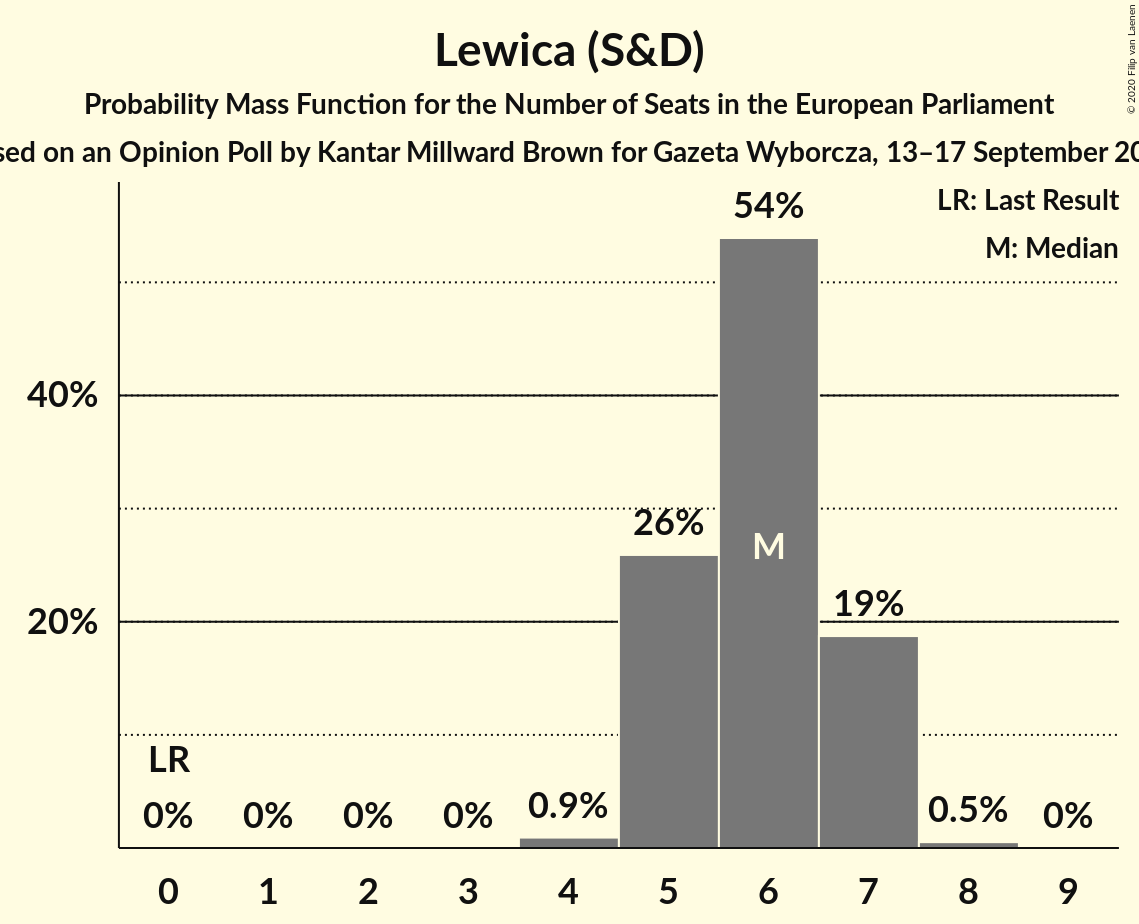 Lewica (S&D)
Probability Mass Function for the Number of Seats in the European Parliament
on an Opinion Poll by Kantar Millward Brown for Gazeta Wyborcza, 13–17 September
© 2020 Filip van Laenen
LR: Last Result
M: Median
54%
40%
26%
M
19%
20%
LR
0%
0%
0%
0%
0.9%
0.5%
0%
0
1
2
3
4
5
6
7
8
9